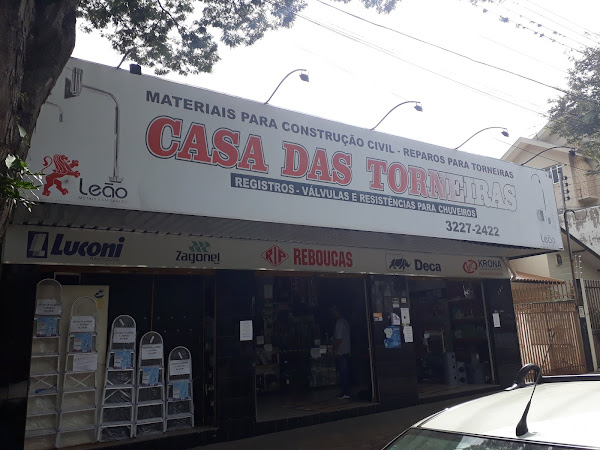 MATERIAIS PARA CONSTRUÇÃO CIVIL - REPAROS PARA TORNEIRAS
CASA DAS TORNEIRAS
REGISTROS - VÁLVULAS E RESISTÊNCIAS PARA CHUVEIROS
3227-2422
Leão
Leão
Luconi
Zagonel
REBOUÇAS
Deca
KRONA